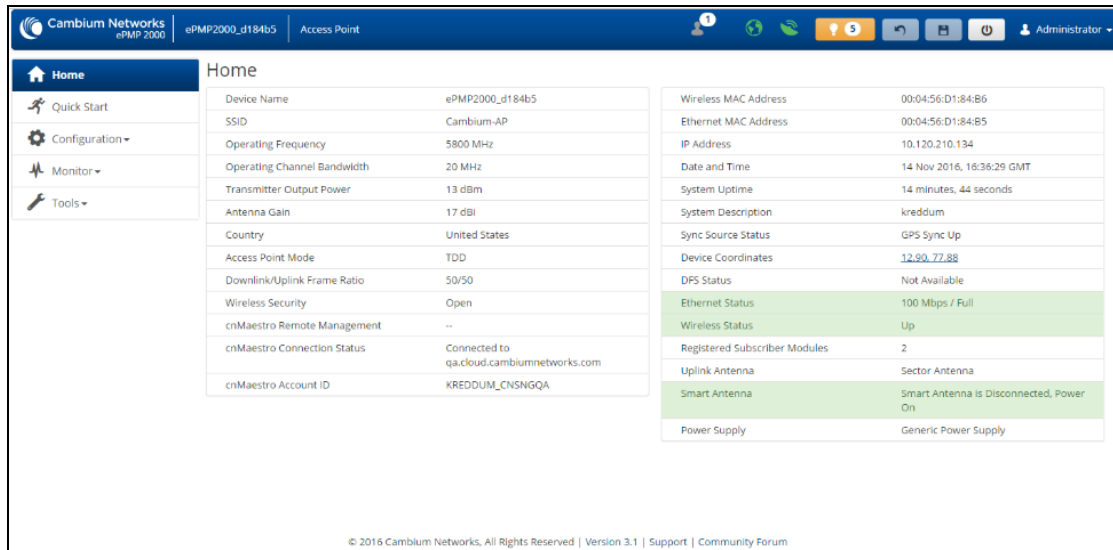 Cambium Networks
ePMP 2000
ePMP2000_d184b5
Access Point
1
5
Administrator
Home
Quick Start
Configuration
Monitor
Tools
Home
Device Name ePMP2000_d184b5
SSID Cambium-AP
Operating Frequency 5800 MHz
Operating Channel Bandwidth 20 MHz
Transmitter Output Power 13 dBm
Antenna Gain 17 dBi
Country United States
Access Point Mode TDD
Downlink/Uplink Frame Ratio 50/50
Wireless Security Open
cnMaestro Remote Management --
cnMaestro Connection Status Connected to
qa.cloud.cambiumnetworks.com
cnMaestro Account ID KREDDUM_CNSNGQA
Wireless MAC Address 00:04:56:D1:84:B6
Ethernet MAC Address 00:04:56:D1:84:B5
IP Address 10.120.210.134
Date and Time 14 Nov 2016, 16:36:29 GMT
System Uptime 14 minutes, 44 seconds
System Description kreddum
Sync Source Status GPS Sync Up
Device Coordinates 12.90, 77.88
DFS Status Not Available
Ethernet Status 100 Mbps / Full
Wireless Status Up
Registered Subscriber Modules 2
Uplink Antenna Sector Antenna
Smart Antenna Smart Antenna is Disconnected, Power
On
Power Supply Generic Power Supply
© 2016 Cambium Networks, All Rights Reserved | Version 3.1 | Support | Community Forum